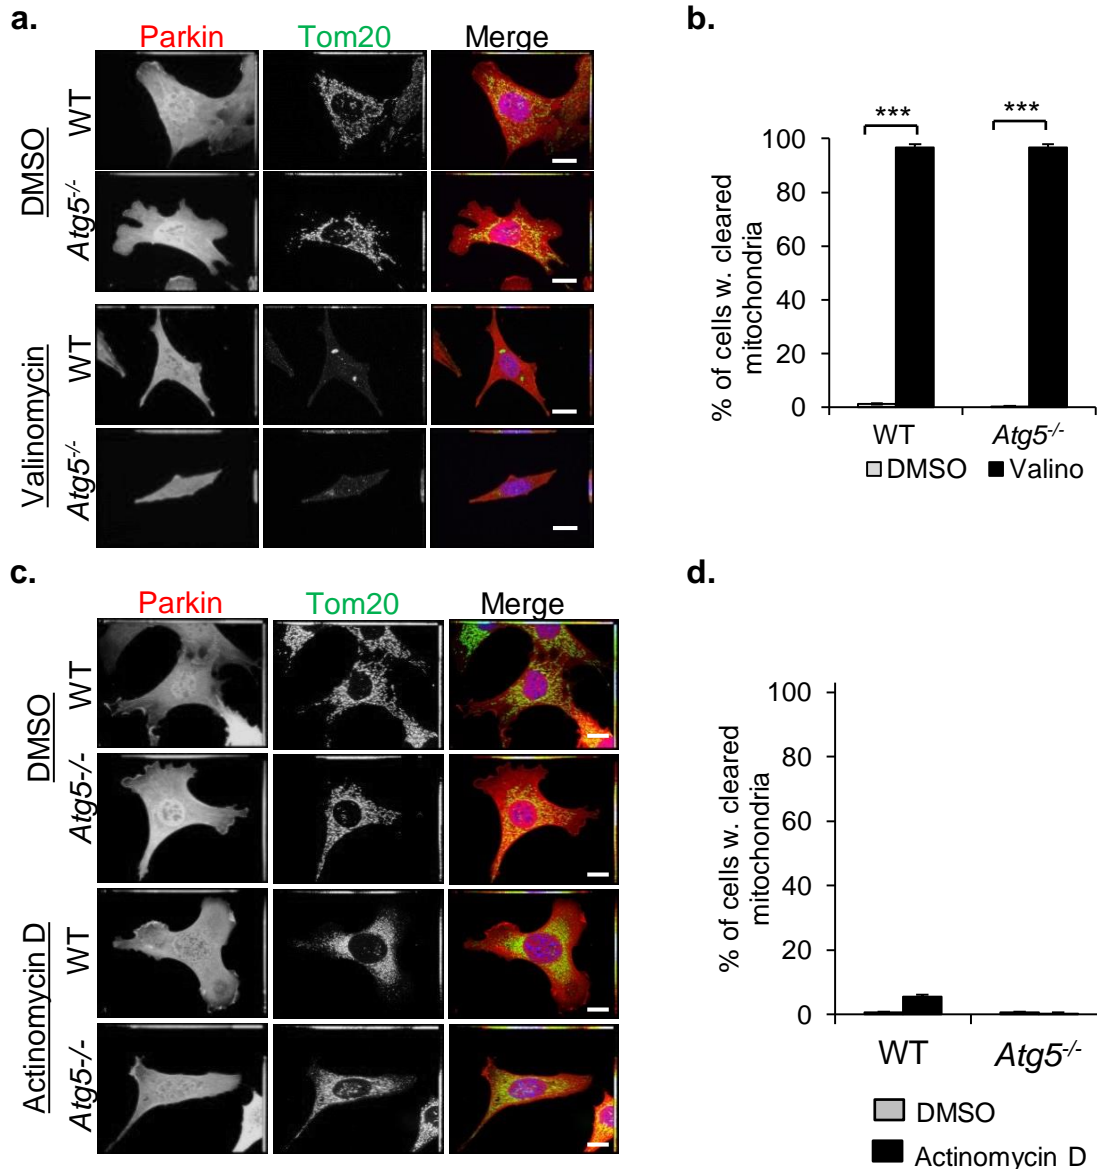 a.
Parkin Tom20 Merge
DMSO
WT
Atg5-/-
Valinomycin
WT
Atg5-/-
b.
% of cells w. cleared
mitochondria
100
80
60
40
20
0
*** ***
WT Atg5-/-
DMSO Valino
c.
Parkin Tom20 Merge
DMSO
WT
Atg5-/-
Actinomycin D
WT
Atg5-/-
d.
% of cells w. cleared
mitochondria
100
80
60
40
20
0
WT Atg5-/-
DMSO
Actinomycin D